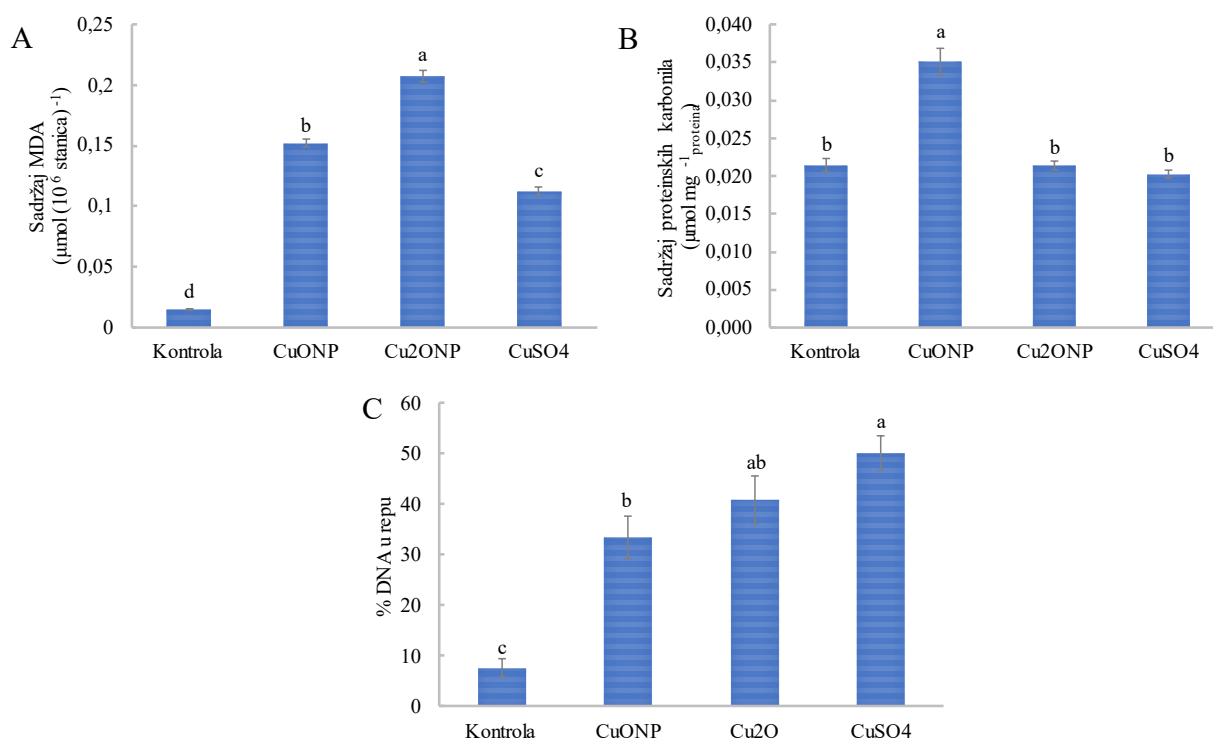 A
Sadržaj MDA
(µmol (10⁶ stanica)⁻¹)
0,25
0,2
0,15
0,1
0,05
0
d
b
a
c
Kontrola CuONP Cu2ONP CuSO4
B
Sadržaj proteinskih karbonila
(µmol mg⁻¹proteina)
0,040
0,035
0,030
0,025
0,020
0,015
0,010
0,005
0,000
b
a
b
b
Kontrola CuONP Cu2ONP CuSO4
C
% DNA u repu
60
50
40
30
20
10
0
c
b
ab
a
Kontrola CuONP Cu2O CuSO4